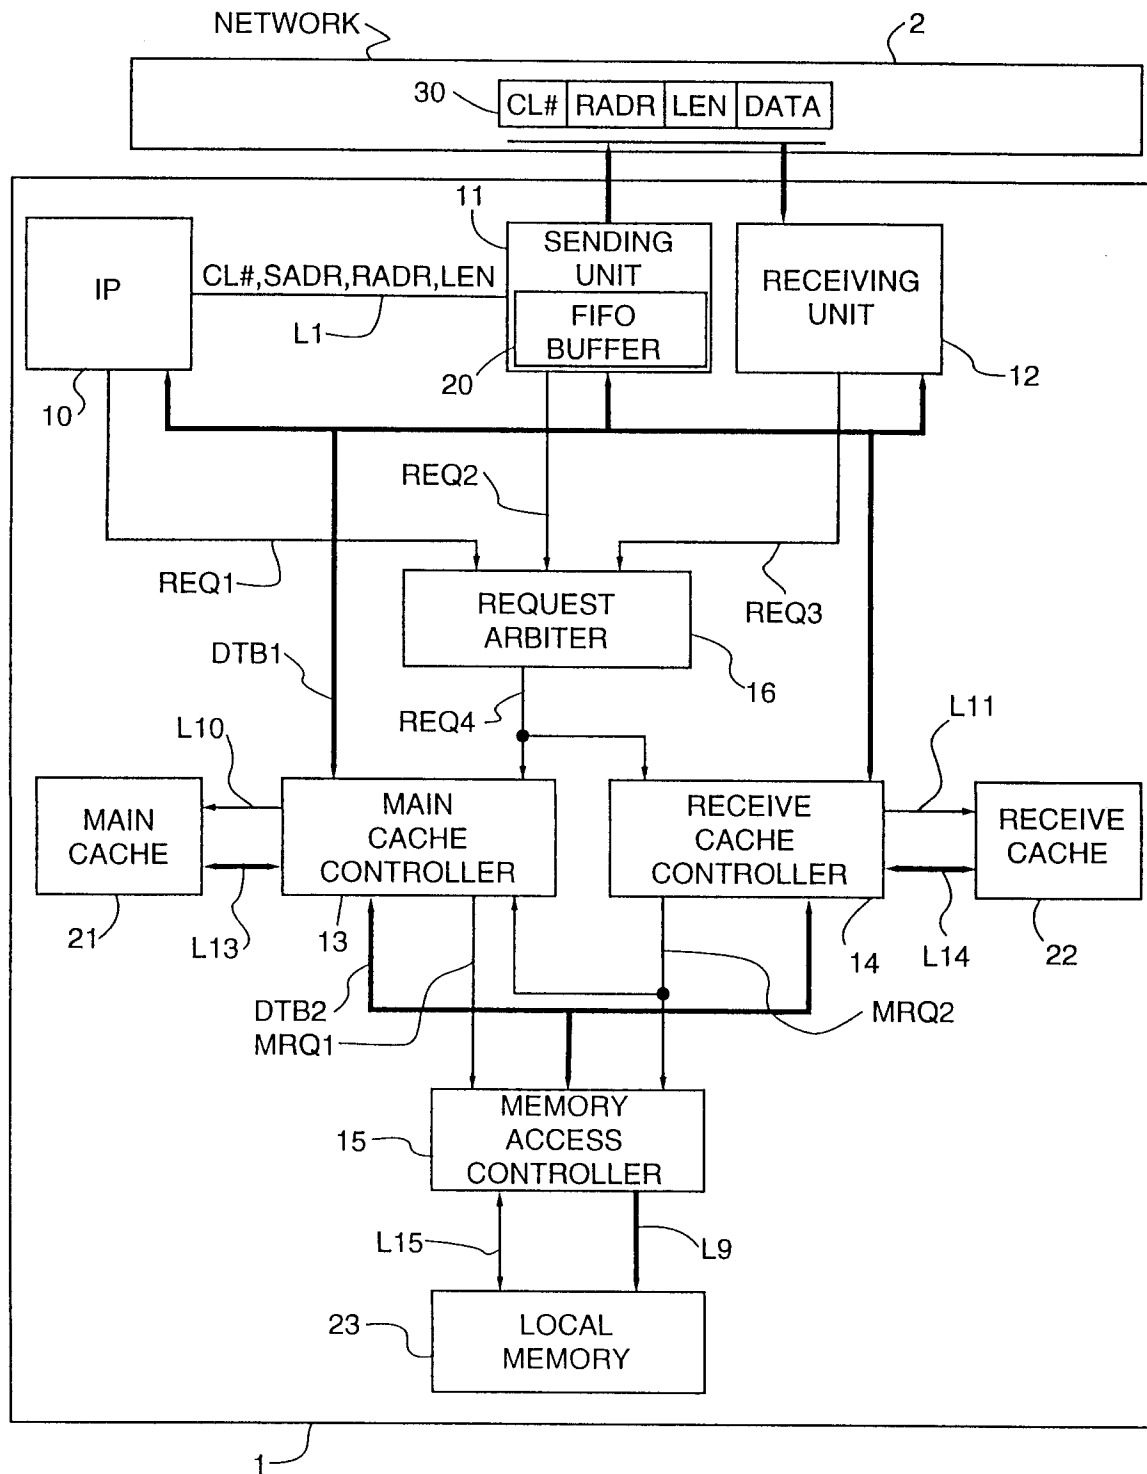 NETWORK
2
30
CL# RADR LEN DATA
11
IP
CL#,SADR,RADR,LEN
L1
SENDING
UNIT
FIFO
BUFFER
RECEIVING
UNIT
10
20
12
REQ2
REQ1
REQUEST
ARBITER
REQ3
DTB1
16
REQ4
L10
L11
MAIN
CACHE
MAIN
CACHE
CONTROLLER
RECEIVE
CACHE
CONTROLLER
RECEIVE
CACHE
21
L13
13
14
L14
22
DTB2
MRQ1
MRQ2
15
MEMORY
ACCESS
CONTROLLER
L15
L9
23
LOCAL
MEMORY
1